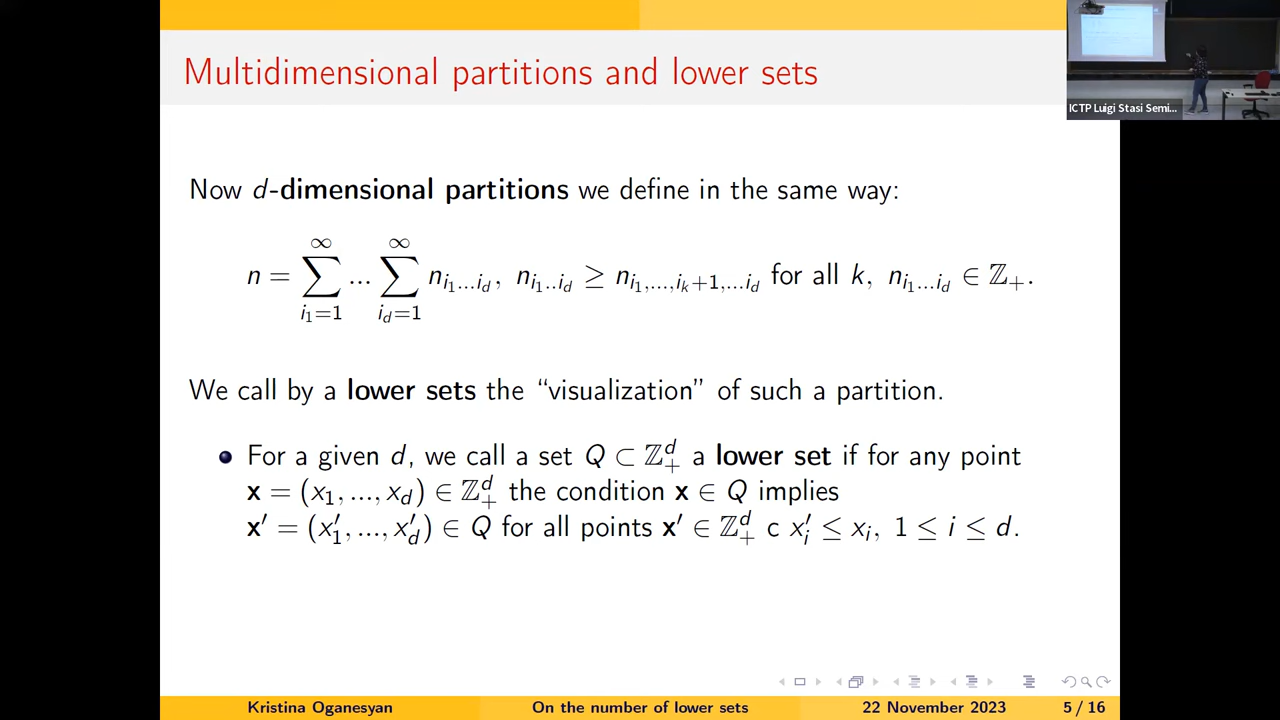 Multidimensional partitions and lower sets
ICTP Luigi Stasi Semi...
Now d-dimensional partitions we define in the same way:
n = ∑_{i_1=1}^{∞} ... ∑_{i_d=1}^{∞} n_{i_1...i_d}, n_{i_1..i_d} ≥ n_{i_1,...,i_k+1,...i_d} for all k, n_{i_1...i_d} ∈ ℤ_+.
We call by a lower sets the “visualization” of such a partition.
For a given d, we call a set Q ⊂ ℤ_+^d a lower set if for any point
x = (x_1, ..., x_d) ∈ ℤ_+^d the condition x ∈ Q implies
x′ = (x′_1, ..., x′_d) ∈ Q for all points x′ ∈ ℤ_+^d с x′_i ≤ x_i, 1 ≤ i ≤ d.
Kristina Oganesyan On the number of lower sets 22 November 2023 5 / 16